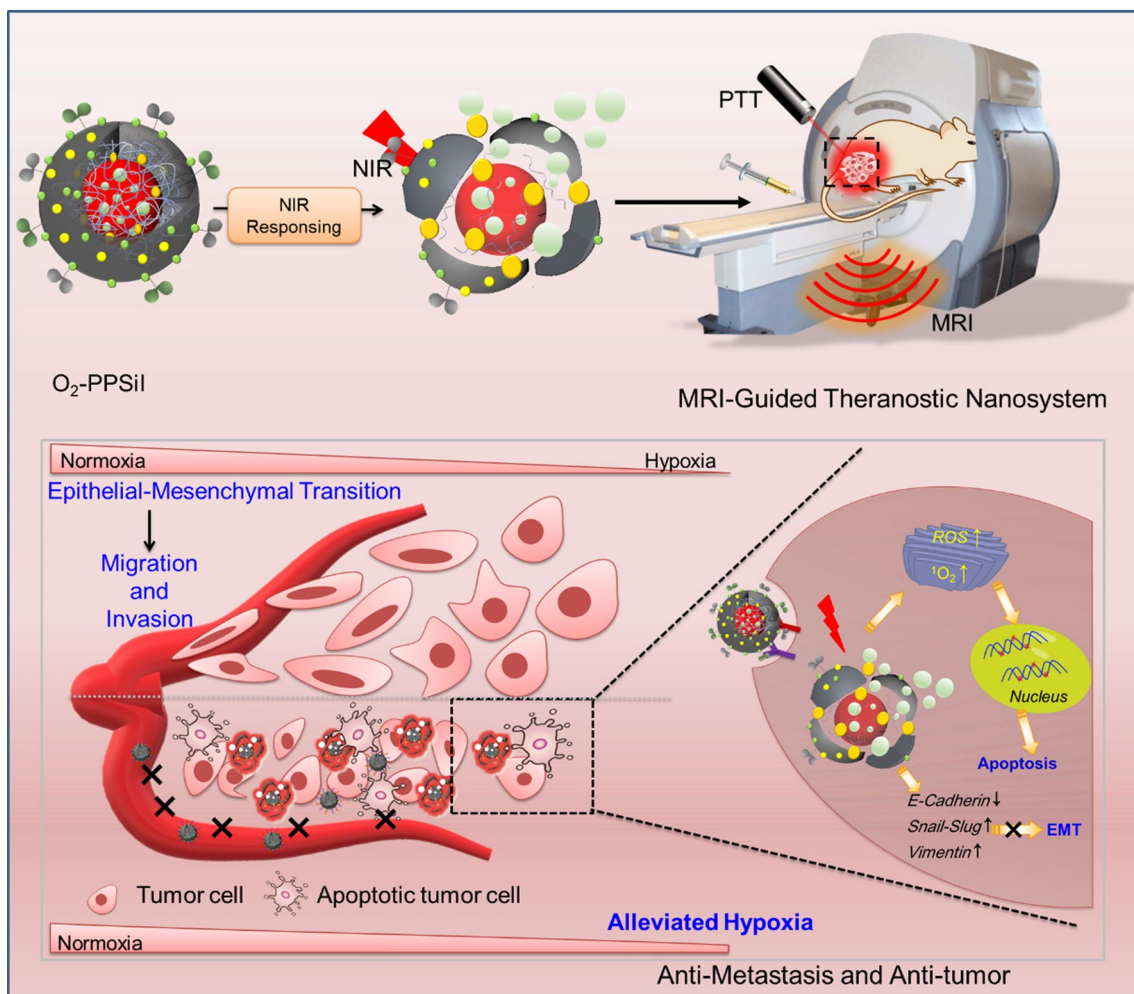 PTT
NIR
NIR
Responsing
MRI
O₂-PPSiI
MRI-Guided Theranostic Nanosystem
Normoxia
Hypoxia
Epithelial-Mesenchymal Transition
Migration
and
Invasion
ROS ↑
¹O₂ ↑
Nucleus
Apoptosis
E-Cadherin ↓
Snail-Slug ↑
EMT
Vimentin ↑
Tumor cell
Apoptotic tumor cell
Alleviated Hypoxia
Normoxia
Anti-Metastasis and Anti-tumor